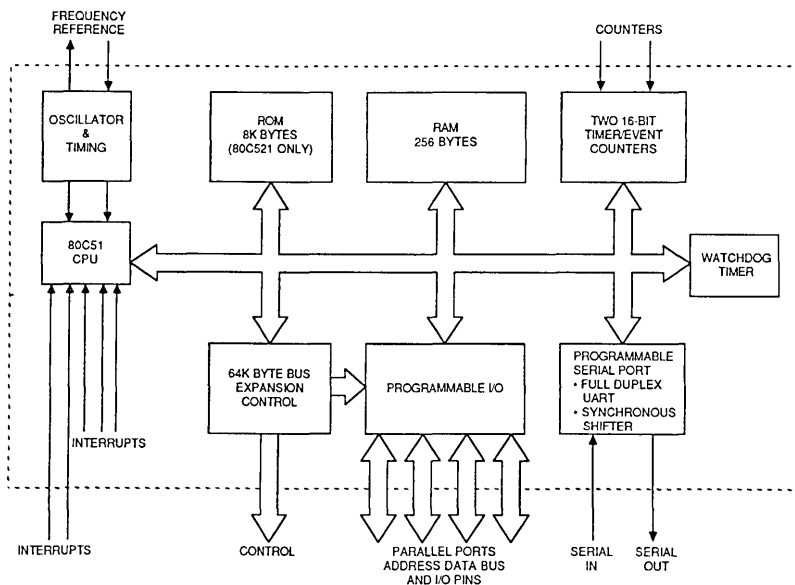 FREQUENCY
REFERENCE
COUNTERS
OSCILLATOR
&
TIMING
ROM
8K BYTES
(80C521 ONLY)
RAM
256 BYTES
TWO 16-BIT
TIMER/EVENT
COUNTERS
80C51
CPU
WATCHDOG
TIMER
64K BYTE BUS
EXPANSION
CONTROL
PROGRAMMABLE I/O
PROGRAMMABLE
SERIAL PORT
• FULL DUPLEX
UART
• SYNCHRONOUS
SHIFTER
INTERRUPTS
INTERRUPTS
CONTROL
PARALLEL PORTS
ADDRESS DATA BUS
AND I/O PINS
SERIAL
IN
SERIAL
OUT